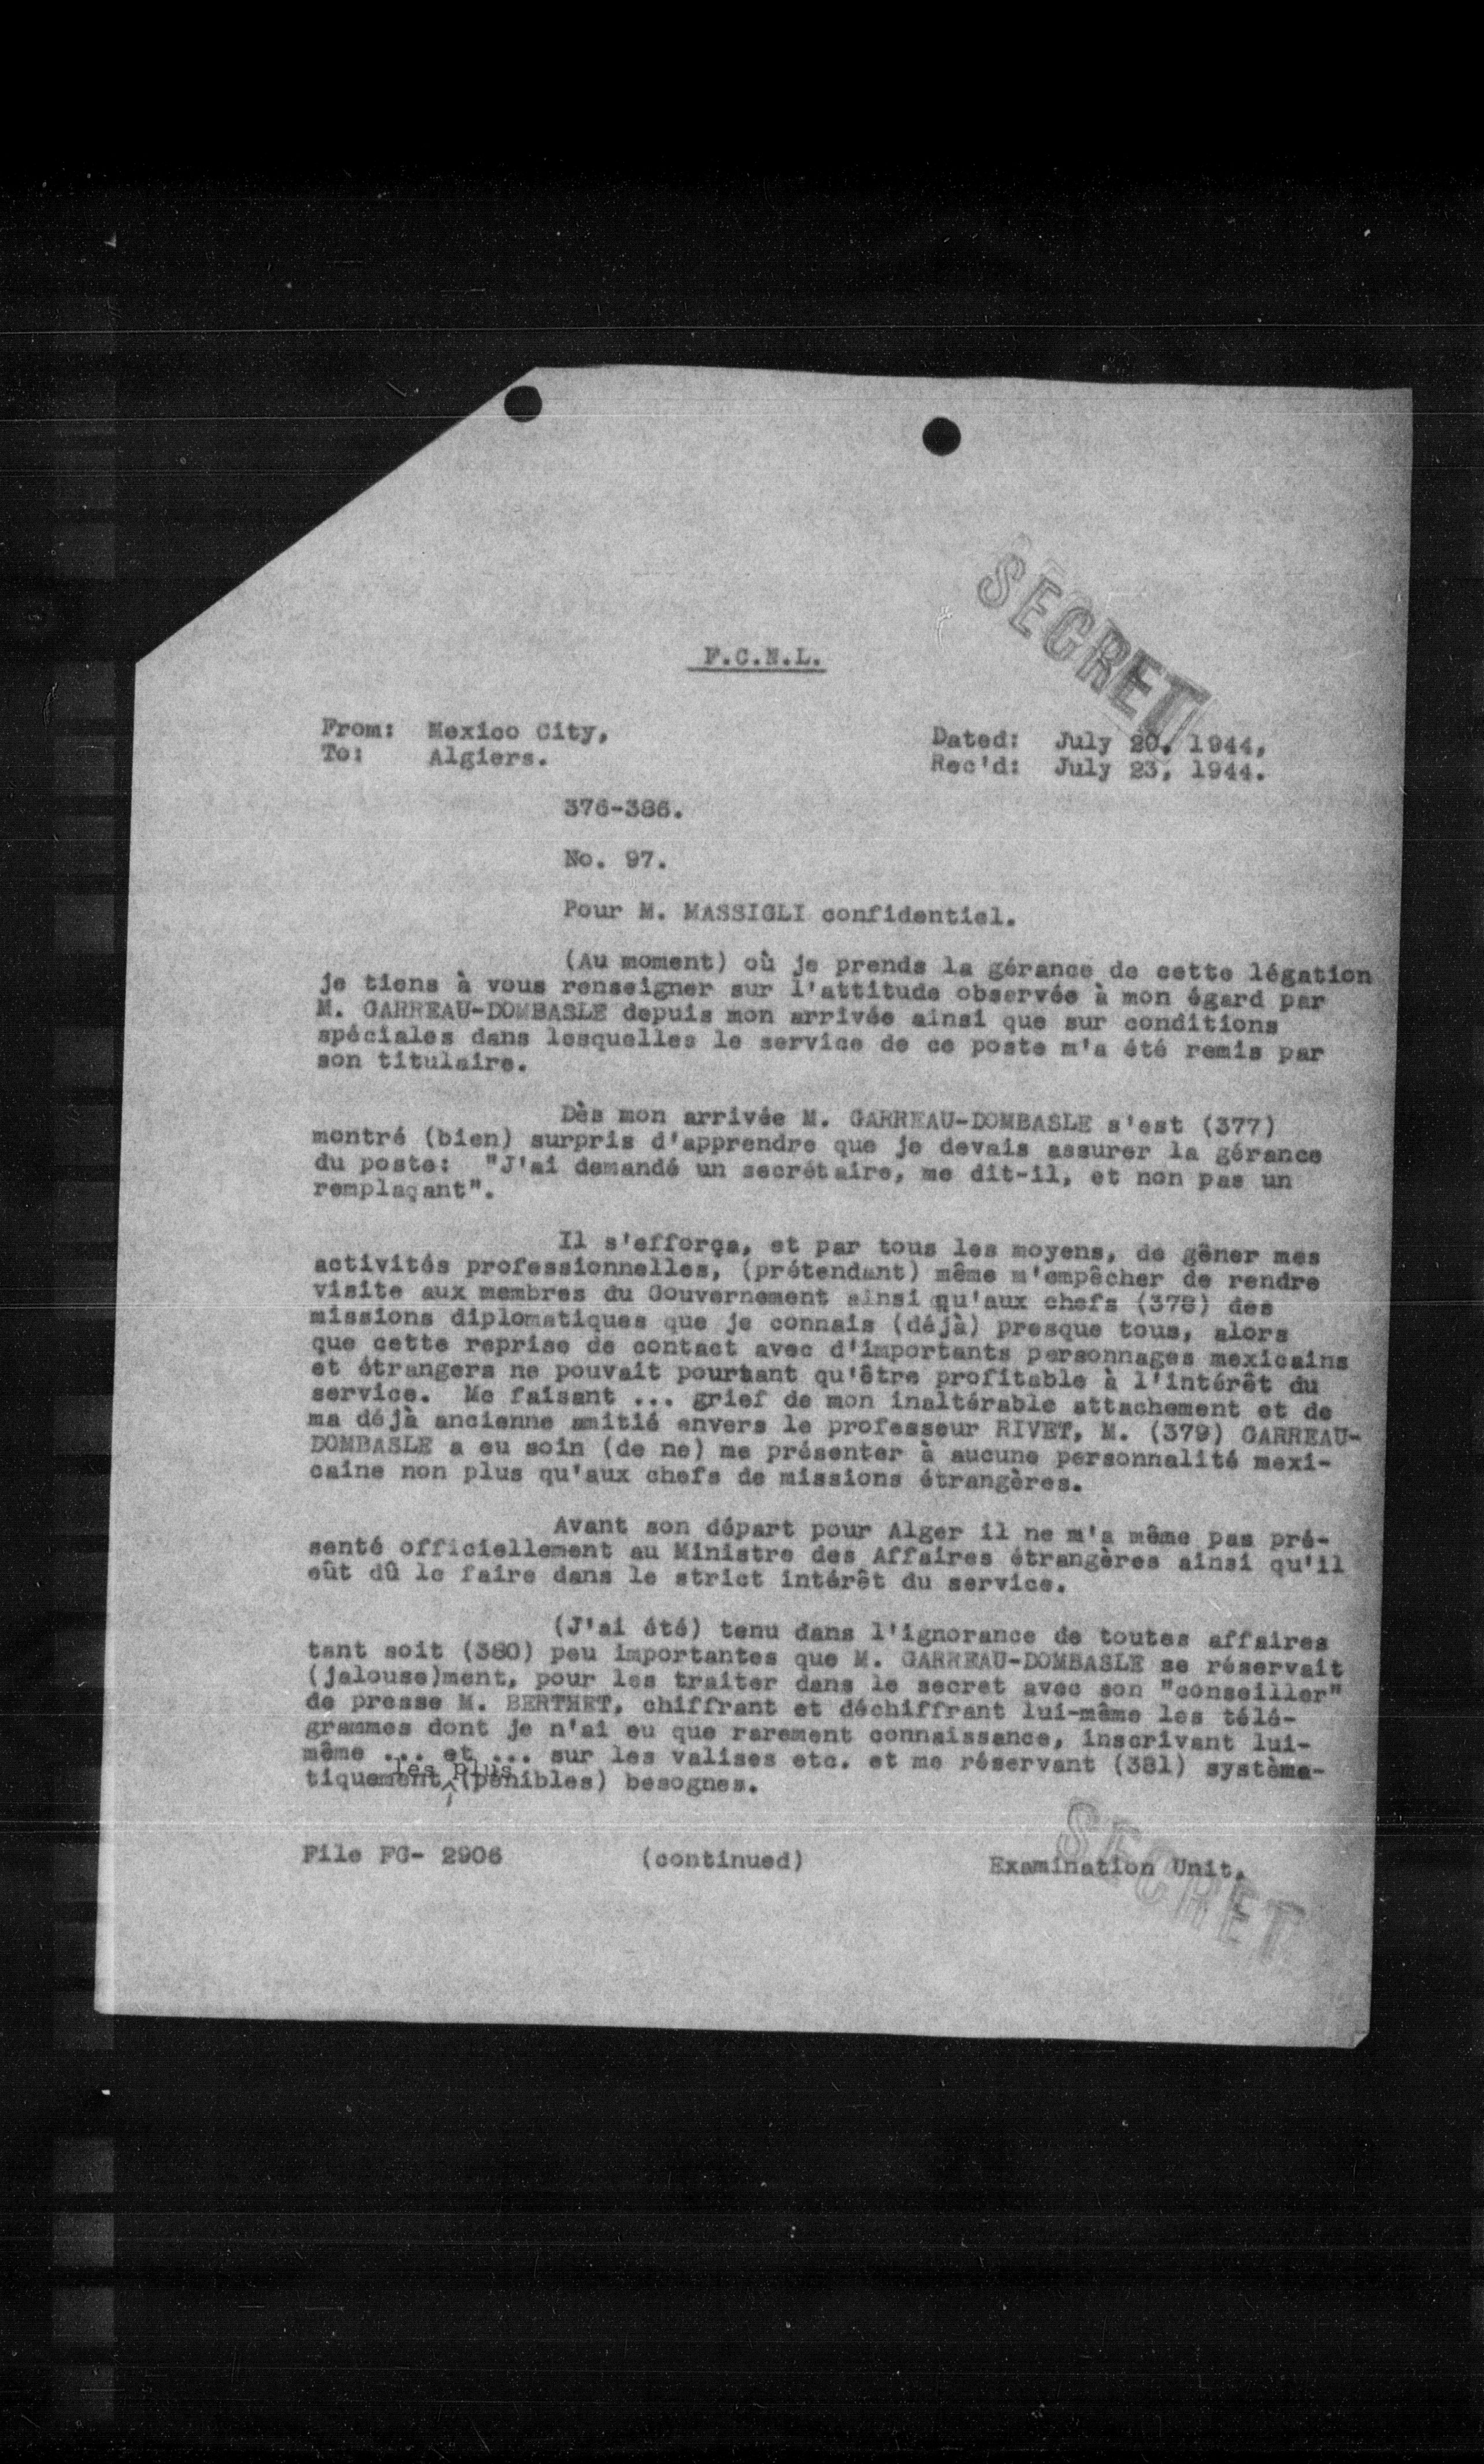 SECRET
F.C.N.L.
From: Mexico City,
To: Algiers.
Dated: July 20, 1944,
Rec'd: July 23, 1944.
376-386.
No. 97.
Pour M. MASSIGLI confidentiel.
(Au moment) où je prends la gérance de cette légation
je tiens à vous renseigner sur l'attitude observée à mon égard par
M. GARREAU-DOMBASLE depuis mon arrivée ainsi que sur conditions
spéciales dans lesquelles le service de ce poste m'a été remis par
son titulaire.
Dès mon arrivée M. GARREAU-DOMBASLE s'est (377)
montré (bien) surpris d'apprendre que je devais assurer la gérance
du poste: "J'ai demandé un secrétaire, me dit-il, et non pas un
remplaçant".
Il s'efforça, et par tous les moyens, de gêner mes
activités professionnelles, (prétendant) même m'empêcher de rendre
visite aux membres du Gouvernement ainsi qu'aux chefs (378) des
missions diplomatiques que je connais (déjà) presque tous, alors
que cette reprise de contact avec d'importants personnages mexicains
et étrangers ne pouvait pourtant qu'être profitable à l'intérêt du
service. Me faisant ... grief de mon inaltérable attachement et de
ma déjà ancienne amitié envers le professeur RIVET, M. (379) GARREAU-
DOMBASLE a eu soin (de ne) me présenter à aucune personnalité mexi-
caine non plus qu'aux chefs de missions étrangères.
Avant son départ pour Alger il ne m'a même pas pré-
senté officiellement au Ministre des Affaires étrangères ainsi qu'il
eût dû le faire dans le strict intérêt du service.
(J'ai été) tenu dans l'ignorance de toutes affaires
tant soit (380) peu importantes que M. GARREAU-DOMBASLE se réservait
(jalouse)ment, pour les traiter dans le secret avec son "conseiller"
de presse M. BERTHET, chiffrant et déchiffrant lui-même les télé-
grammes dont je n'ai eu que rarement connaissance, inscrivant lui-
même ... et ... sur les valises etc. et me réservant (381) systèma-
les plus
tiquement (pénibles) besognes.
File FC- 2906
(continued)
Examination Unit.
SECRET